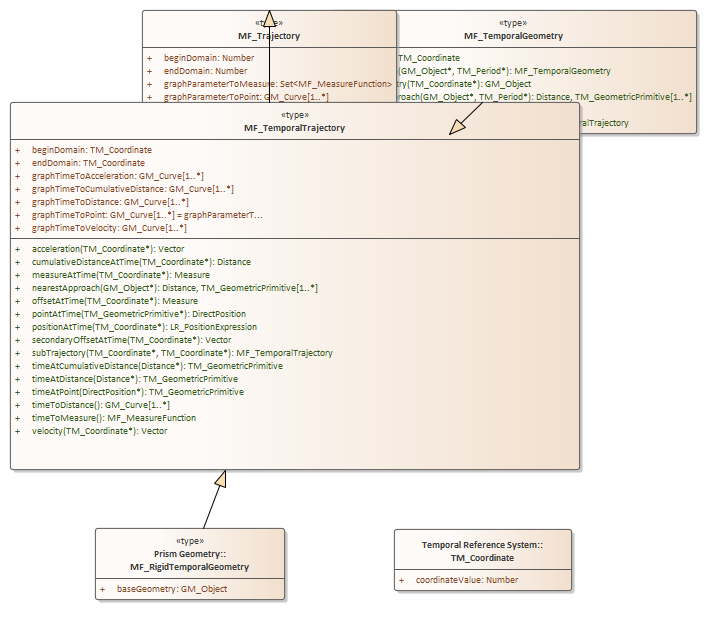 «type»
MF_Trajectory
+ beginDomain: Number
+ endDomain: Number
+ graphParameterToMeasure: Set<MF_MeasureFunction>
+ graphParameterToPoint: GM_Curve[1..*]
«type»
MF_TemporalGeometry
TM_Coordinate
(GM_Object*, TM_Period*): MF_TemporalGeometry
try(TM_Coordinate*): GM_Object
roach(GM_Object*, TM_Period*): Distance, TM_GeometricPrimitive[1..*]
ralTrajectory
«type»
MF_TemporalTrajectory
+ beginDomain: TM_Coordinate
+ endDomain: TM_Coordinate
+ graphTimeToAcceleration: GM_Curve[1..*]
+ graphTimeToCumulativeDistance: GM_Curve[1..*]
+ graphTimeToDistance: GM_Curve[1..*]
+ graphTimeToPoint: GM_Curve[1..*] = graphParameterT...
+ graphTimeToVelocity: GM_Curve[1..*]
+ acceleration(TM_Coordinate*): Vector
+ cumulativeDistanceAtTime(TM_Coordinate*): Distance
+ measureAtTime(TM_Coordinate*): Measure
+ nearestApproach(GM_Object*): Distance, TM_GeometricPrimitive[1..*]
+ offsetAtTime(TM_Coordinate*): Measure
+ pointAtTime(TM_GeometricPrimitive*): DirectPosition
+ positionAtTime(TM_Coordinate*): LR_PositionExpression
+ secondaryOffsetAtTime(TM_Coordinate*): Vector
+ subTrajectory(TM_Coordinate*, TM_Coordinate*): MF_TemporalTrajectory
+ timeAtCumulativeDistance(Distance*): TM_GeometricPrimitive
+ timeAtDistance(Distance*): TM_GeometricPrimitive
+ timeAtPoint(DirectPosition*): TM_GeometricPrimitive
+ timeToDistance(): GM_Curve[1..*]
+ timeToMeasure(): MF_MeasureFunction
+ velocity(TM_Coordinate*): Vector
«type»
Prism Geometry::
MF_RigidTemporalGeometry
+ baseGeometry: GM_Object
Temporal Reference System::
TM_Coordinate
+ coordinateValue: Number